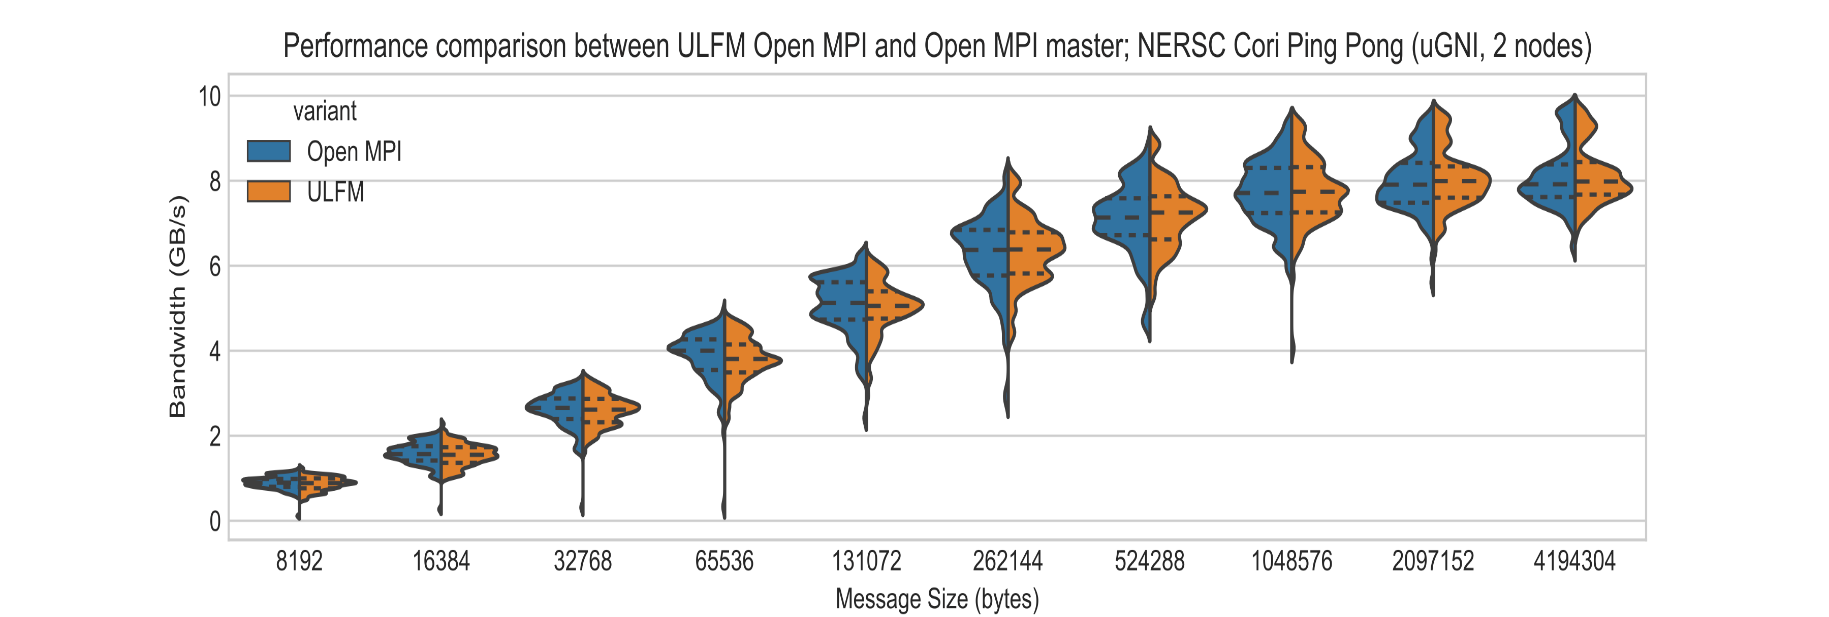 Performance comparison between ULFM Open MPI and Open MPI master; NERSC Cori Ping Pong (uGNI, 2 nodes)
10
8
6
4
2
0
Bandwidth (GB/s)
variant
Open MPI
ULFM
8192 16384 32768 65536 131072 262144 524288 1048576 2097152 4194304
Message Size (bytes)